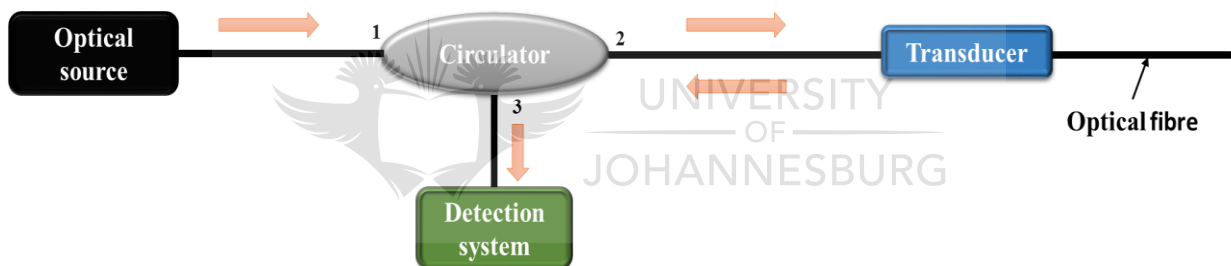 Optical
source
1
Circulator
2
Transducer
Optical fibre
3
UNIVERSITY
OF
JOHANNESBURG
Detection
system